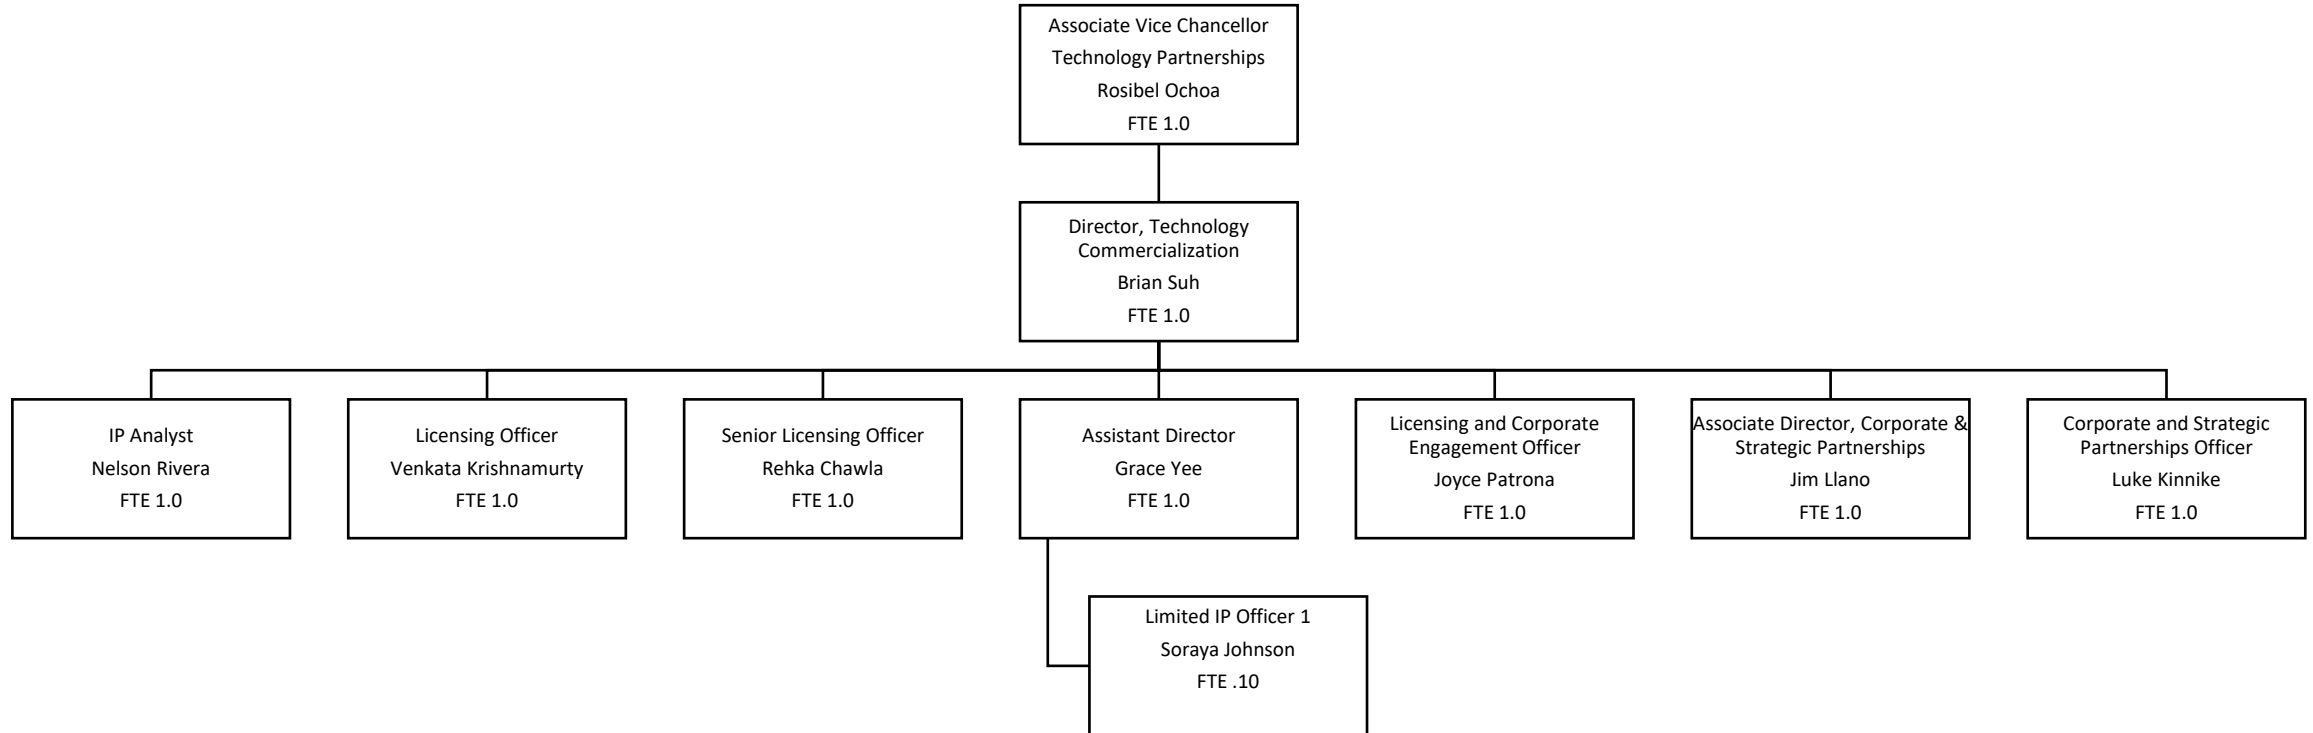 Associate Vice Chancellor
Technology Partnerships
Rosibel Ochoa
FTE 1.0
Director, Technology
Commercialization
Brian Suh
FTE 1.0
IP Analyst
Nelson Rivera
FTE 1.0
Licensing Officer
Venkata Krishnamurty
FTE 1.0
Senior Licensing Officer
Rehka Chawla
FTE 1.0
Assistant Director
Grace Yee
FTE 1.0
Licensing and Corporate
Engagement Officer
Joyce Patrona
FTE 1.0
Associate Director, Corporate &
Strategic Partnerships
Jim Llano
FTE 1.0
Corporate and Strategic
Partnerships Officer
Luke Kinnike
FTE 1.0
Limited IP Officer 1
Soraya Johnson
FTE .10